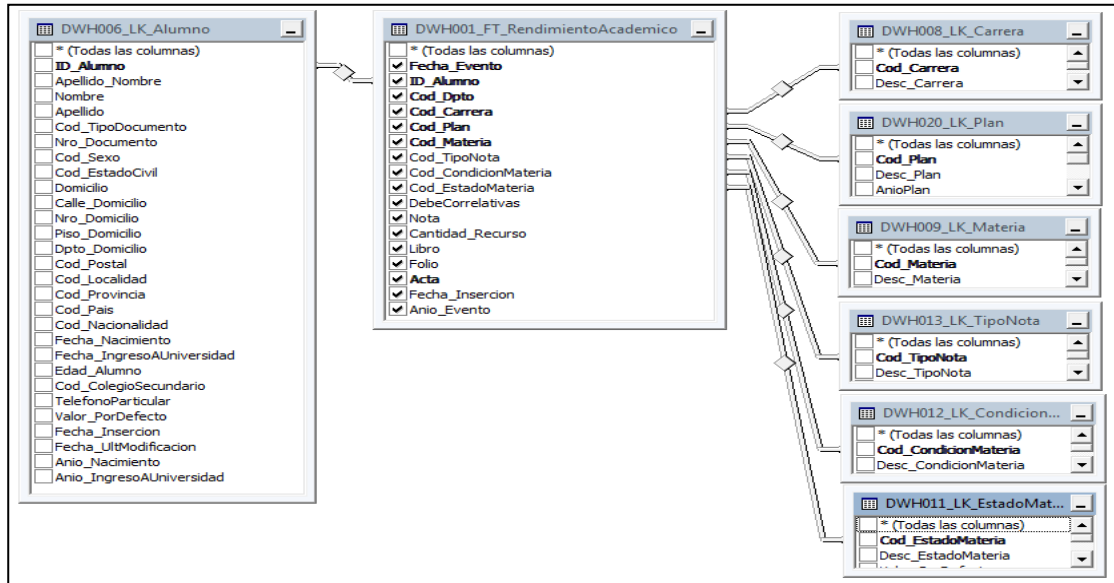 DWH006_LK_Alumno
* (Todas las columnas)
ID_Alumno
Apellido_Nombre
Nombre
Apellido
Cod_TipoDocumento
Nro_Documento
Cod_Sexo
Cod_EstadoCivil
Domicilio
Calle_Domicilio
Nro_Domicilio
Piso_Domicilio
Dpto_Domicilio
Cod_Postal
Cod_Localidad
Cod_Provincia
Cod_Pais
Cod_Nacionalidad
Fecha_Nacimiento
Fecha_IngresoAUniversidad
Edad_Alumno
Cod_ColegioSecundario
TelefonoParticular
Valor_PorDefecto
Fecha_Insercion
Fecha_UltModificacion
Anio_Nacimiento
Anio_IngresoAUniversidad
DWH001_FT_RendimientoAcademico
* (Todas las columnas)
Fecha_Evento
ID_Alumno
Cod_Dpto
Cod_Carrera
Cod_Plan
Cod_Materia
Cod_TipoNota
Cod_CondicionMateria
Cod_EstadoMateria
DebeCorrelativas
Nota
Cantidad_Recurso
Libro
Folio
Acta
Fecha_Insercion
Anio_Evento
DWH008_LK_Carrera
* (Todas las columnas)
Cod_Carrera
Desc_Carrera
DWH020_LK_Plan
* (Todas las columnas)
Cod_Plan
Desc_Plan
AnioPlan
DWH009_LK_Materia
* (Todas las columnas)
Cod_Materia
Desc_Materia
DWH013_LK_TipoNota
* (Todas las columnas)
Cod_TipoNota
Desc_TipoNota
DWH012_LK_Condicion...
* (Todas las columnas)
Cod_CondicionMateria
Desc_CondicionMateria
DWH011_LK_EstadoMat...
* (Todas las columnas)
Cod_EstadoMateria
Desc_EstadoMateria